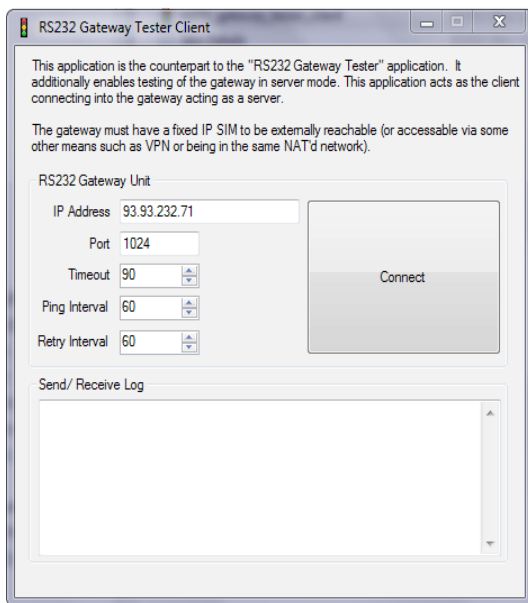 RS232 Gateway Tester Client
This application is the counterpart to the "RS232 Gateway Tester" application. It
additionally enables testing of the gateway in server mode. This application acts as the client
connecting into the gateway acting as a server.
The gateway must have a fixed IP SIM to be externally reachable (or accessable via some
other means such as VPN or being in the same NAT'd network).
RS232 Gateway Unit
IP Address 93.93.232.71
Port 1024
Timeout 90
Connect
Ping Interval 60
Retry Interval 60
Send/ Receive Log